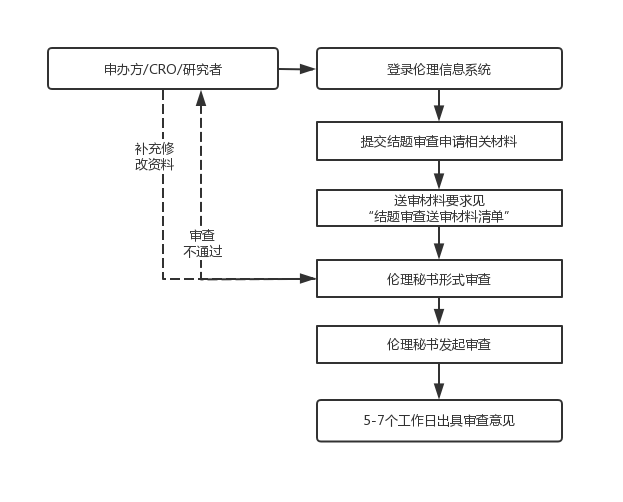 申办方/CRO/研究者
登录伦理信息系统
提交结题审查申请相关材料
补充修
改资料
送审材料要求见
“结题审查送审材料清单”
审查
不通过
伦理秘书形式审查
伦理秘书发起审查
5-7个工作日出具审查意见